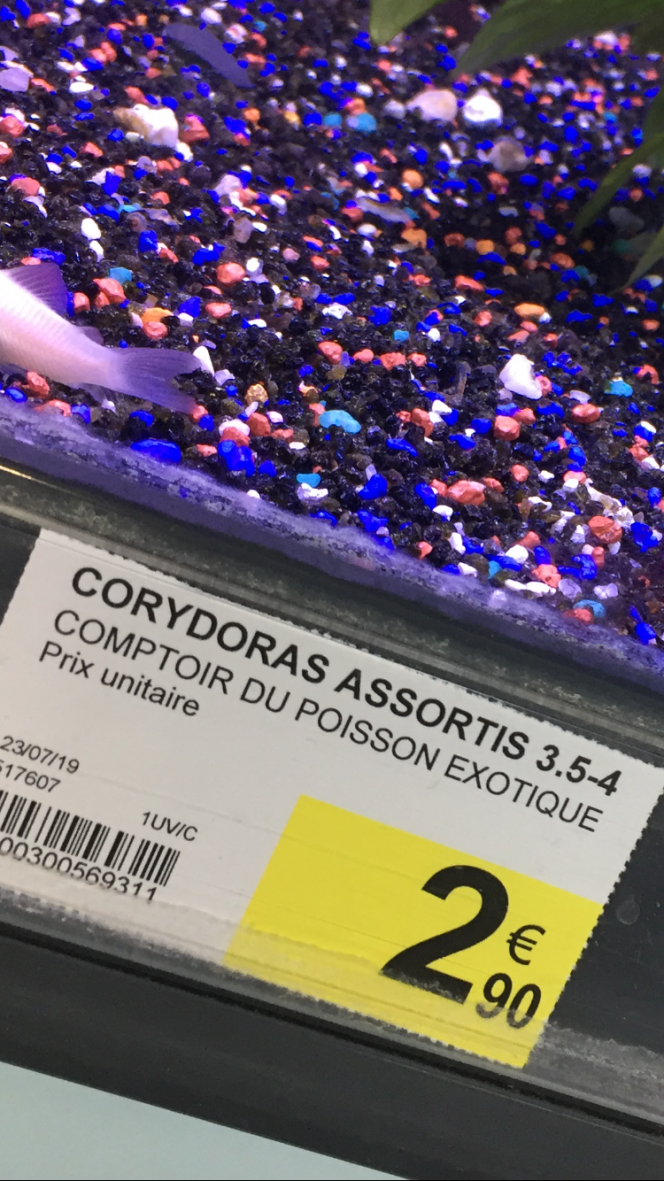 CORYDORAS ASSORTIS 3.5-4
COMPTOIR DU POISSON EXOTIQUE
Prix unitaire
23/07/19
517607
1UV/C
00300569311
2€90